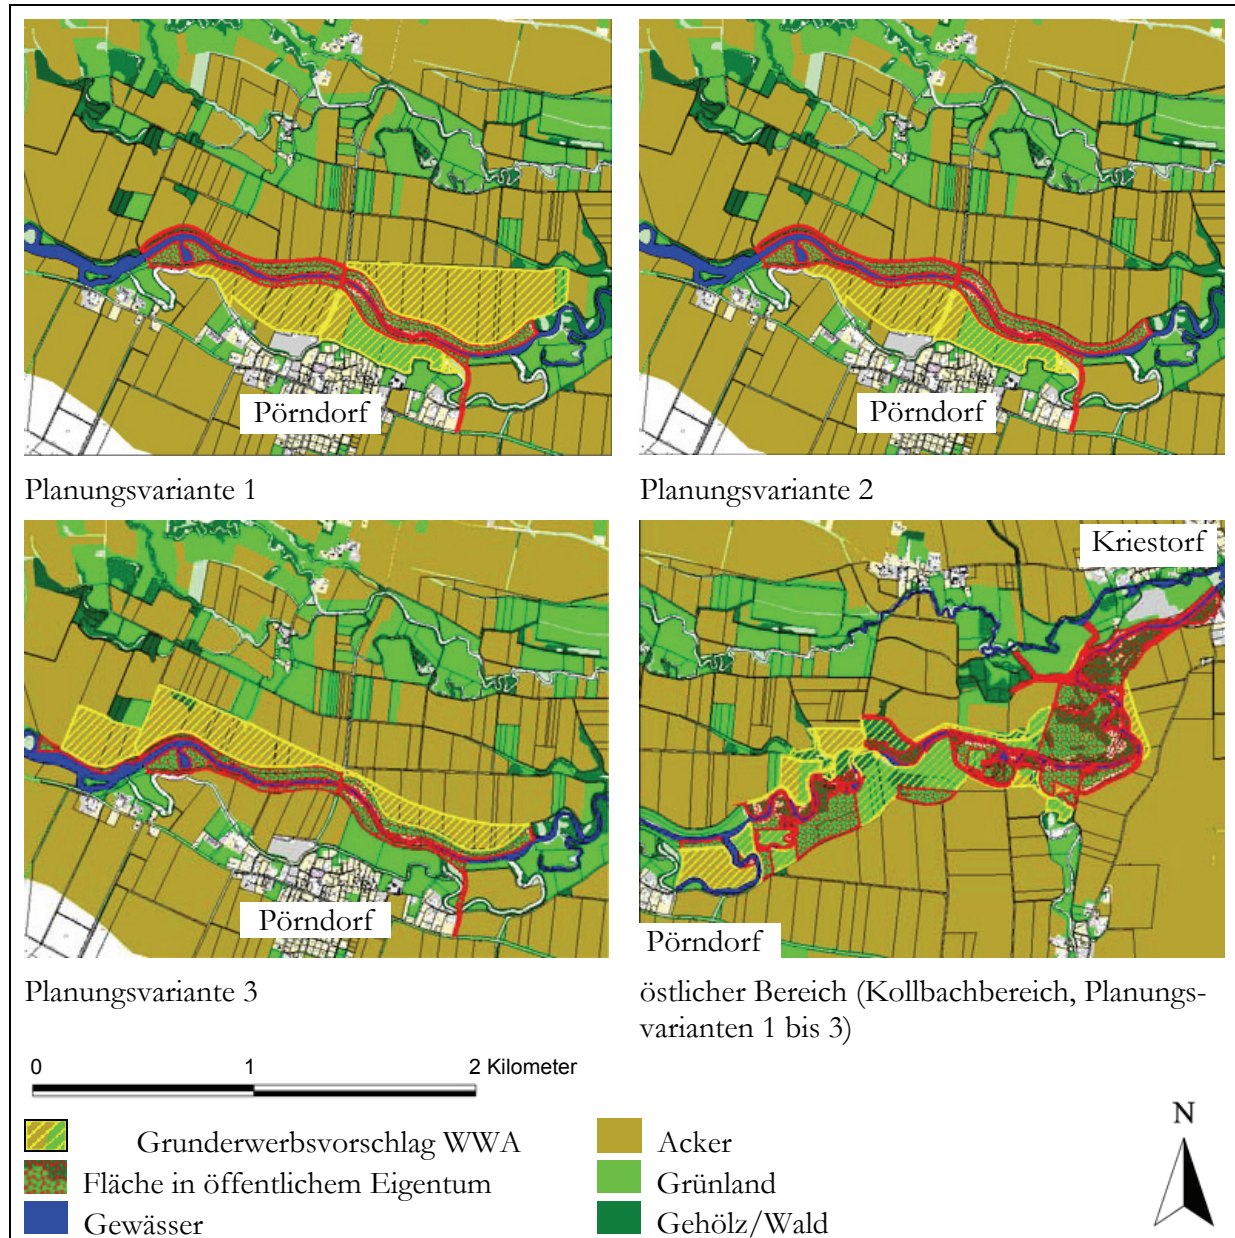 Pörndorf
Pörndorf
Planungsvariante 1
Planungsvariante 2
Kriestorf
Pörndorf
Pörndorf
Planungsvariante 3
östlicher Bereich (Kollbachbereich, Planungs-
varianten 1 bis 3)
0 1 2 Kilometer
N
Grunderwerbsvorschlag WWA
Acker
Fläche in öffentlichem Eigentum
Grünland
Gewässer
Gehölz/Wald